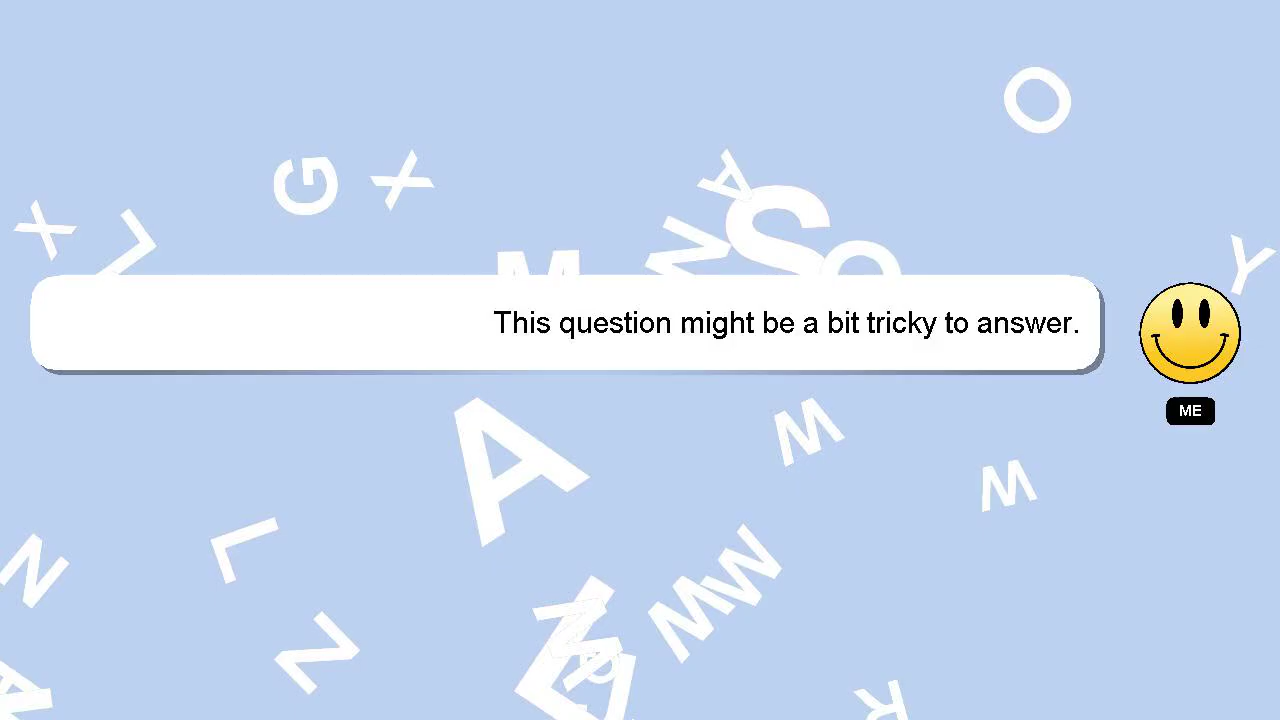 O
G
X
A
X
L
N
S
O
M
Y
This question might be a bit tricky to answer.
ME
A
W
W
L
N
W
M
Z
R